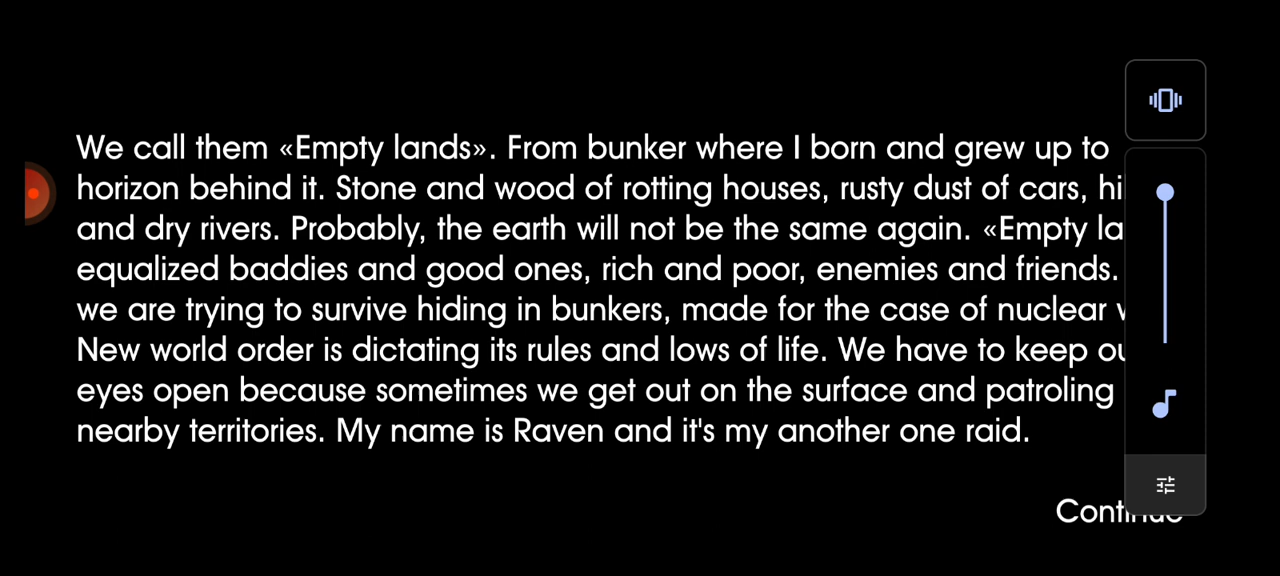 We call them «Empty lands». From bunker where I born and grew up to
horizon behind it. Stone and wood of rotting houses, rusty dust of cars,
and dry rivers. Probably, the earth will not be the same again. «Empty
equalized baddies and good ones, rich and poor, enemies and friends.
we are trying to survive hiding in bunkers, made for the case of nuclear
New world order is dictating its rules and lows of life. We have to keep
eyes open because sometimes we get out on the surface and patroling
nearby territories. My name is Raven and it's my another one raid.
Continue